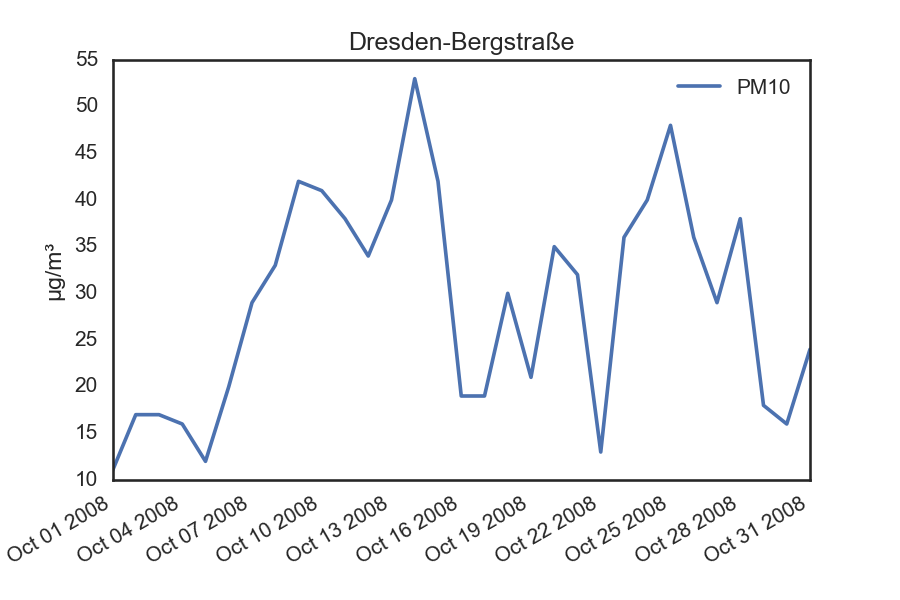 Dresden-Bergstraße
PM10
µg/m³
55
50
45
40
35
30
25
20
15
10
Oct 01 2008
Oct 04 2008
Oct 07 2008
Oct 10 2008
Oct 13 2008
Oct 16 2008
Oct 19 2008
Oct 22 2008
Oct 25 2008
Oct 28 2008
Oct 31 2008